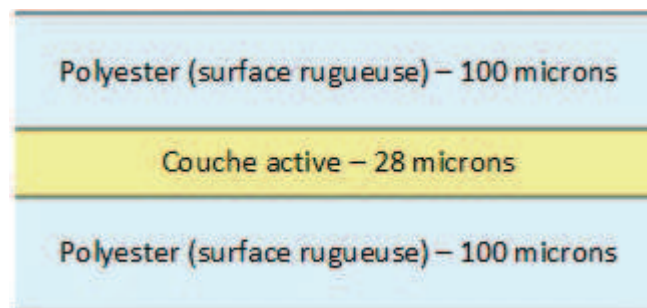 Polyester (surface rugueuse) – 100 microns
Couche active – 28 microns
Polyester (surface rugueuse) – 100 microns